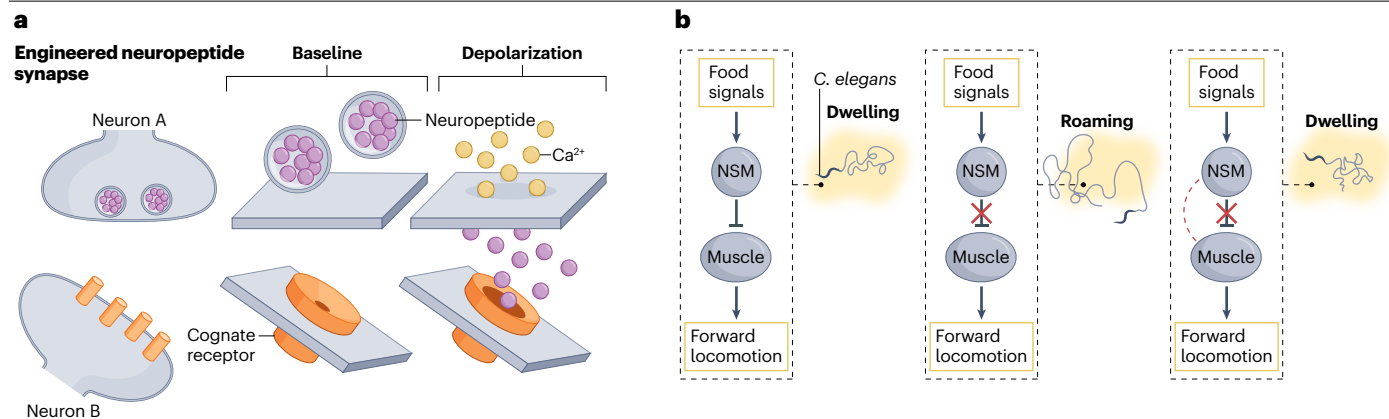 a
Engineered neuropeptide
synapse
Baseline
Depolarization
Neuron A
Neuropeptide
Ca²⁺
Cognate
receptor
Neuron B
b
Food
signals
NSM
Muscle
Forward
locomotion
C. elegans
Dwelling
Food
signals
NSM
Muscle
Forward
locomotion
Roaming
Food
signals
NSM
Muscle
Forward
locomotion
Dwelling